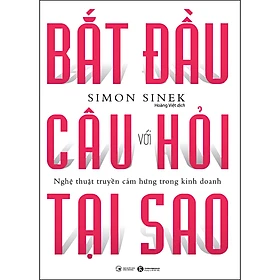 BẮT ĐẦU
SIMON SINEK
Hoàng Việt dịch
CÂU VỚI HỎI
Nghệ thuật truyền cảm hứng trong kinh doanh
TẠI SAO